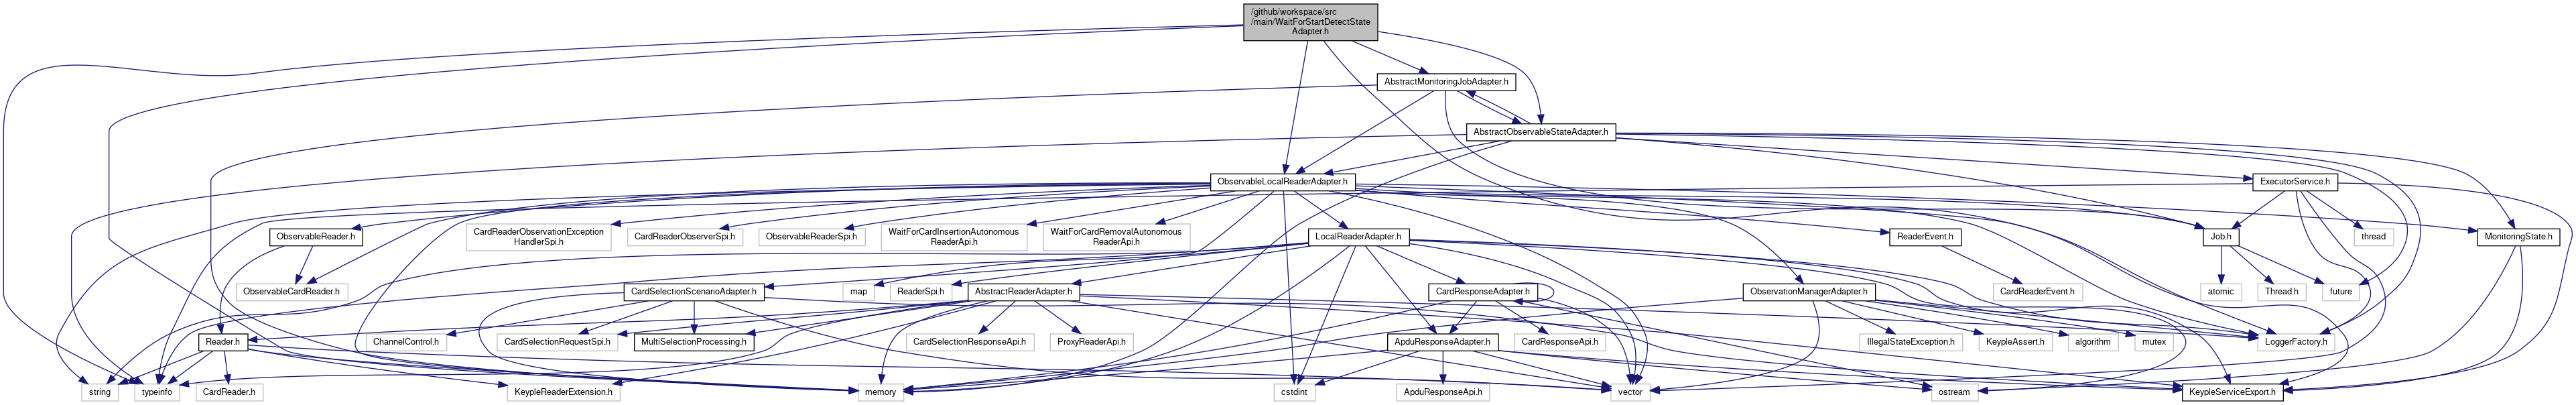 /github/workspace/src
/main/WaitForStartDetectState
Adapter.h
AbstractMonitoringJobAdapter.h
AbstractObservableStateAdapter.h
ObservableLocalReaderAdapter.h
ExecutorService.h
ObservableReader.h
CardReaderObservationException
HandlerSpi.h
CardReaderObserverSpi.h
ObservableReaderSpi.h
WaitForCardInsertionAutonomous
ReaderApi.h
WaitForCardRemovalAutonomous
ReaderApi.h
LocalReaderAdapter.h
ReaderEvent.h
Job.h
thread
MonitoringState.h
ObservableCardReader.h
CardSelectionScenarioAdapter.h
map
ReaderSpi.h
AbstractReaderAdapter.h
CardResponseAdapter.h
ObservationManagerAdapter.h
CardReaderEvent.h
atomic
Thread.h
future
Reader.h
ChannelControl.h
CardSelectionRequestSpi.h
MultiSelectionProcessing.h
CardSelectionResponseApi.h
ProxyReaderApi.h
ApduResponseAdapter.h
CardResponseApi.h
IllegalStateException.h
KeypleAssert.h
algorithm
mutex
LoggerFactory.h
string
typeinfo
CardReader.h
KeypleReaderExtension.h
memory
cstdint
ApduResponseApi.h
vector
ostream
KeypleServiceExport.h